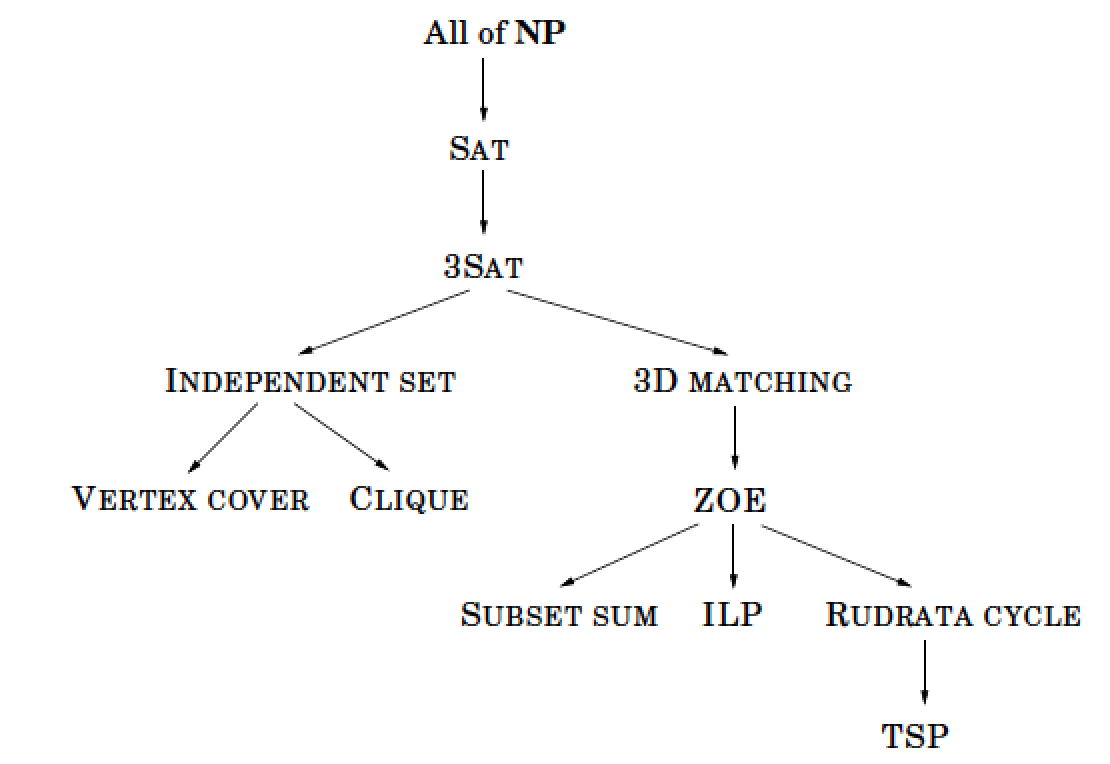 All of NP
SAT
3SAT
INDEPENDENT SET 3D MATCHING
VERTEX COVER CLIQUE ZOE
SUBSET SUM ILP RUDRATA CYCLE
TSP